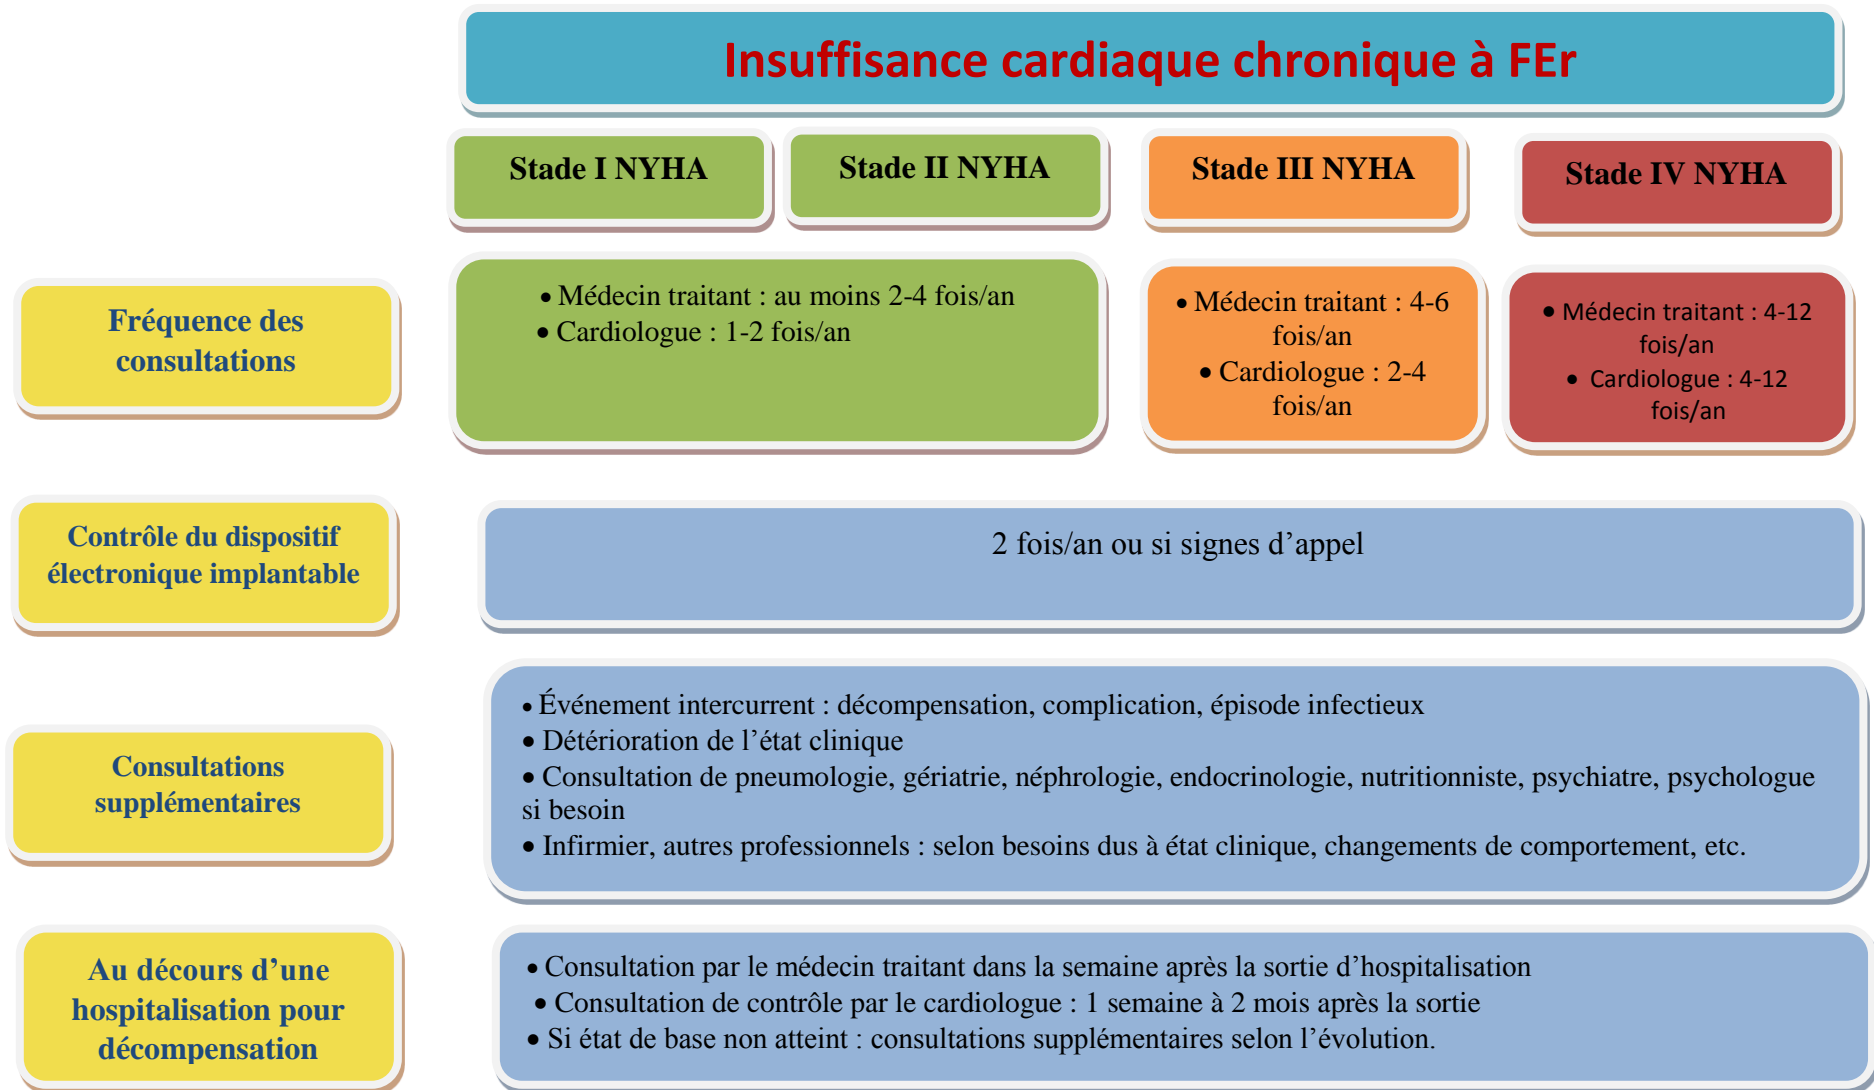 Insuffisance cardiaque chronique à FEr
Stade I NYHA
Stade II NYHA
Stade III NYHA
Stade IV NYHA
Fréquence des
consultations
• Médecin traitant : au moins 2-4 fois/an
• Cardiologue : 1-2 fois/an
• Médecin traitant : 4-6
fois/an
• Cardiologue : 2-4
fois/an
• Médecin traitant : 4-12
fois/an
• Cardiologue : 4-12
fois/an
Contrôle du dispositif
électronique implantable
2 fois/an ou si signes d’appel
Consultations
supplémentaires
• Événement intercurrent : décompensation, complication, épisode infectieux
• Détérioration de l’état clinique
• Consultation de pneumologie, gériatrie, néphrologie, endocrinologie, nutritionniste, psychiatre, psychologue
si besoin
• Infirmier, autres professionnels : selon besoins dus à état clinique, changements de comportement, etc.
Au décours d’une
hospitalisation pour
décompensation
• Consultation par le médecin traitant dans la semaine après la sortie d’hospitalisation
• Consultation de contrôle par le cardiologue : 1 semaine à 2 mois après la sortie
• Si état de base non atteint : consultations supplémentaires selon l’évolution.